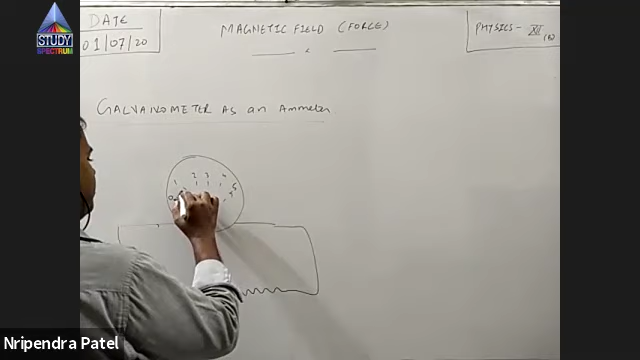 STUDY
SPECTRUM
DATE
01/07/20
MAGNETIC FIELD (FORCE)
PHYSICS - XII
(B)
GALVANOMETER AS an Ammeter
1 2 3 4 5
0
Nripendra Patel